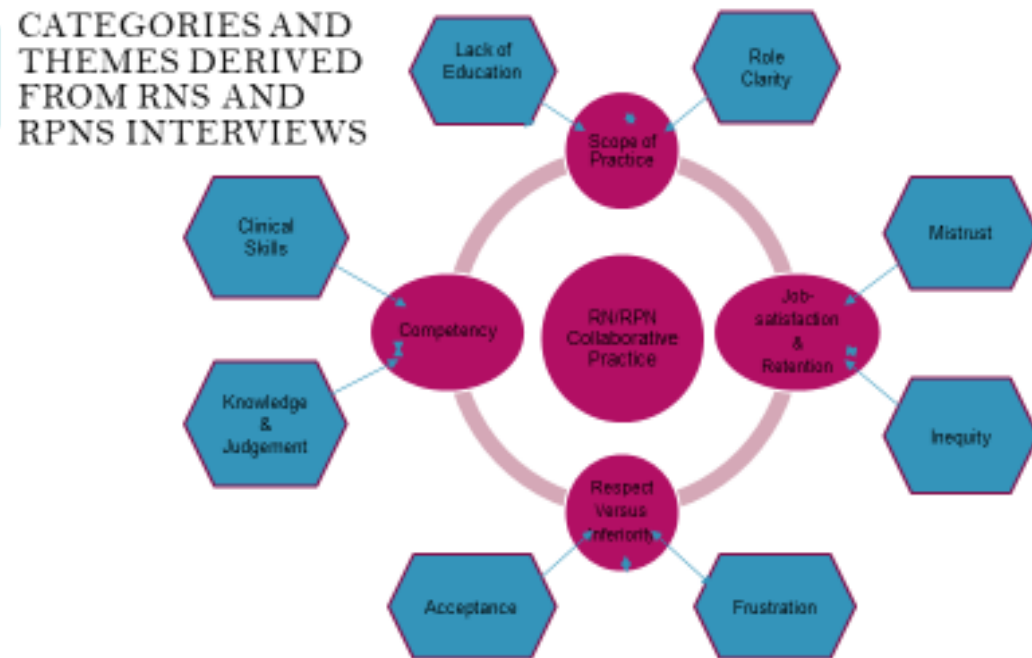 CATEGORIES AND
THEMES DERIVED
FROM RNS AND
RPNS INTERVIEWS
Lack of
Education
Role
Clarity
Scope of
Practice
Clinical
Skills
Mistrust
Competency
RN/RPN
Collaborative
Practice
Job-
satisfaction
&
Retention
Knowledge
&
Judgement
Inequity
Respect
Versus
Inferiority
Acceptance
Frustration